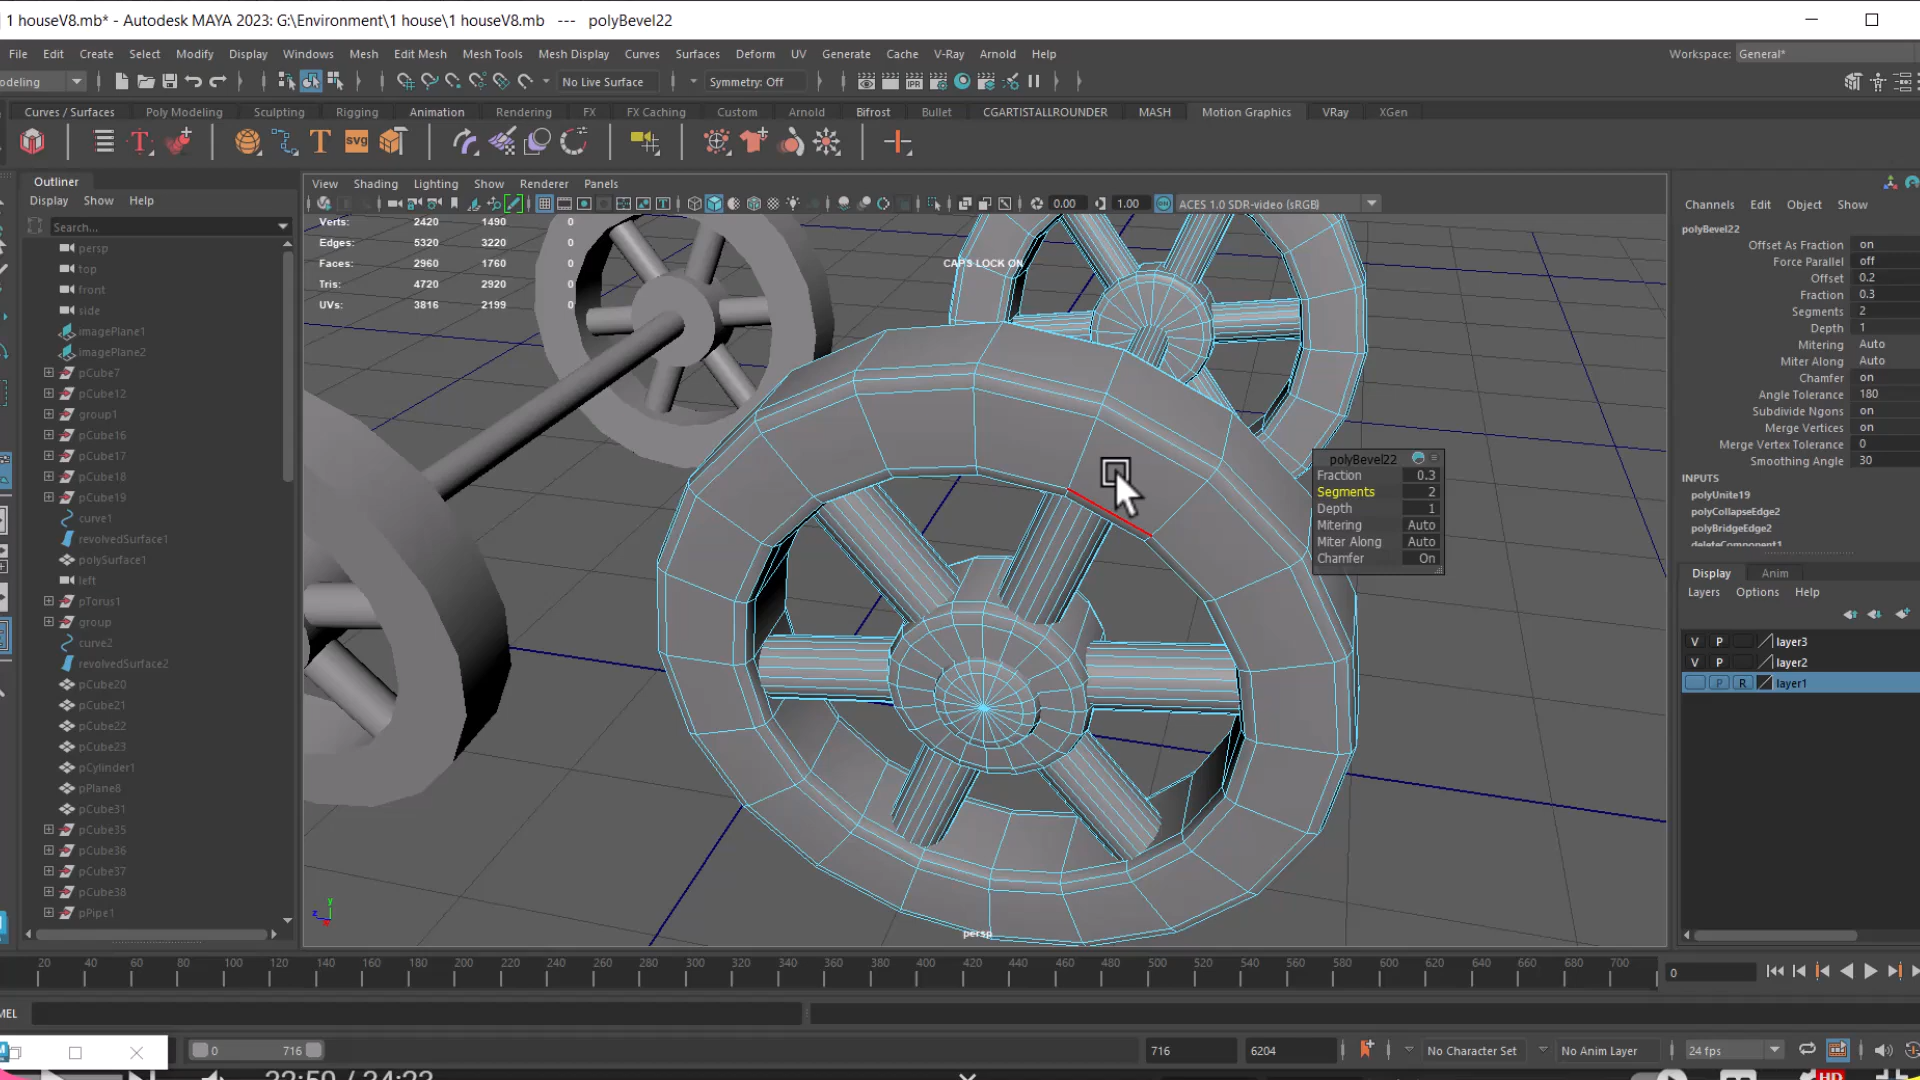 1 houseV8.mb* - Autodesk MAYA 2023: G:\Environment\1 house\1 houseV8.mb --- polyBevel22
File Edit Create Select Modify Display Windows Mesh Edit Mesh Mesh Tools Mesh Display Curves Surfaces Deform UV Generate Cache V-Ray Arnold Help
Workspace: General*
odeling No Live Surface Symmetry: Off
Curves / Surfaces Poly Modeling Sculpting Rigging Animation Rendering FX FX Caching Custom Arnold Bifrost Bullet CGARTISTALLROUNDER MASH Motion Graphics VRay XGen
Outliner
Display Show Help
Search...
persp
top
front
side
imagePlane1
imagePlane2
pCube7
pCube12
group1
pCube16
pCube17
pCube18
pCube19
curve1
revolvedSurface1
polySurface1
left
pTorus1
group
curve2
revolvedSurface2
pCube20
pCube21
pCube22
pCube23
pCylinder1
pPlane8
pCube31
pCube35
pCube36
pCube37
pCube38
pPipe1
View Shading Lighting Show Renderer Panels
0.00 1.00 ACES 1.0 SDR-video (sRGB)
Verts: 2420 1490 0
Edges: 5320 3220 0
Faces: 2960 1760 0
Tris: 4720 2920 0
UVs: 3816 2199 0
CAPS LOCK ON
polyBevel22
Fraction 0.3
Segments 2
Depth 1
Mitering Auto
Miter Along Auto
Chamfer On
persp
y
z
x
Channels Edit Object Show
polyBevel22
Offset As Fraction on
Force Parallel off
Offset 0.2
Fraction 0.3
Segments 2
Depth 1
Mitering Auto
Miter Along Auto
Chamfer on
Angle Tolerance 180
Subdivide Ngons on
Merge Vertices on
Merge Vertex Tolerance 0
Smoothing Angle 30
INPUTS
polyUnite19
polyCollapseEdge2
polyBridgeEdge2
deleteComponent1
Display Anim
Layers Options Help
V P layer3
V P layer2
P R layer1
20 40 60 80 100 120 140 160 180 200 220 240 260 280 300 320 340 360 380 400 420 440 460 480 500 520 540 560 580 600 620 640 660 680 700
0
MEL
0 716
716 6204 No Character Set No Anim Layer 24 fps
HD